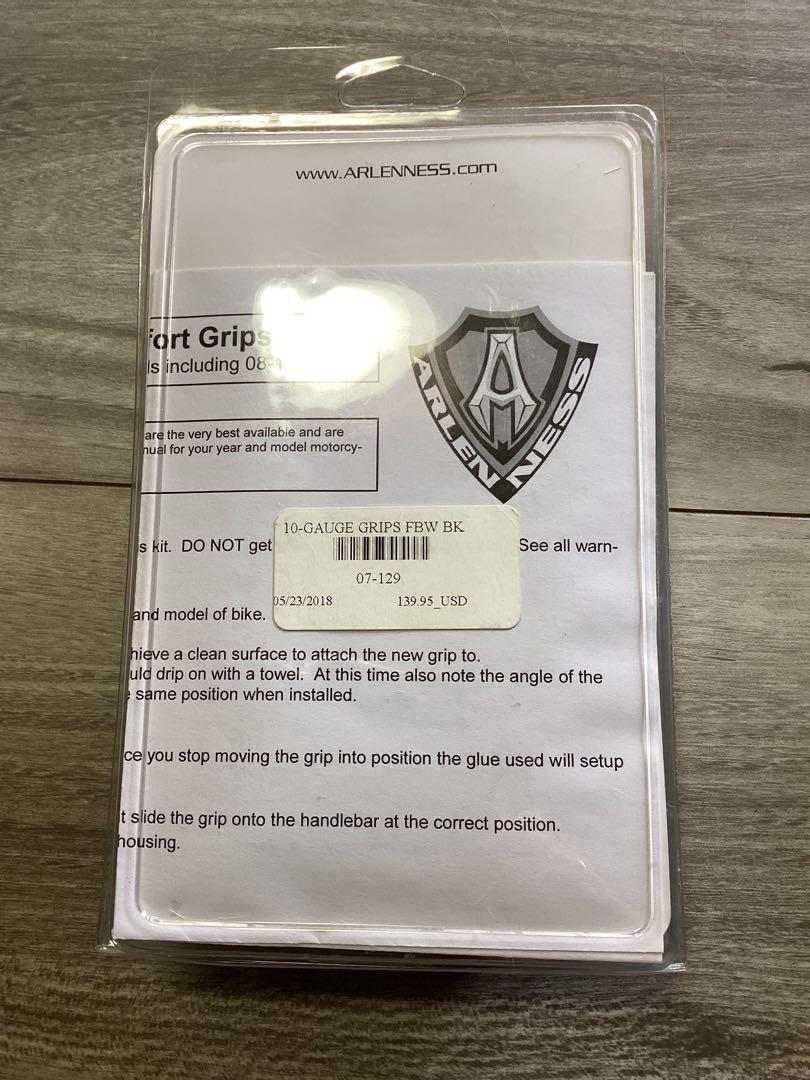 www.ARLENNESS.com
fort Grips
ls including 08-1
A
ARLEN NESS
are the very best available and are
nual for your year and model motorcy-
10-GAUGE GRIPS FBW BK
s kit. DO NOT get
See all warn-
07-129
05/23/2018 139.95_USD
and model of bike.
hieve a clean surface to attach the new grip to.
uld drip on with a towel. At this time also note the angle of the
same position when installed.
ce you stop moving the grip into position the glue used will setup
t slide the grip onto the handlebar at the correct position.
housing.